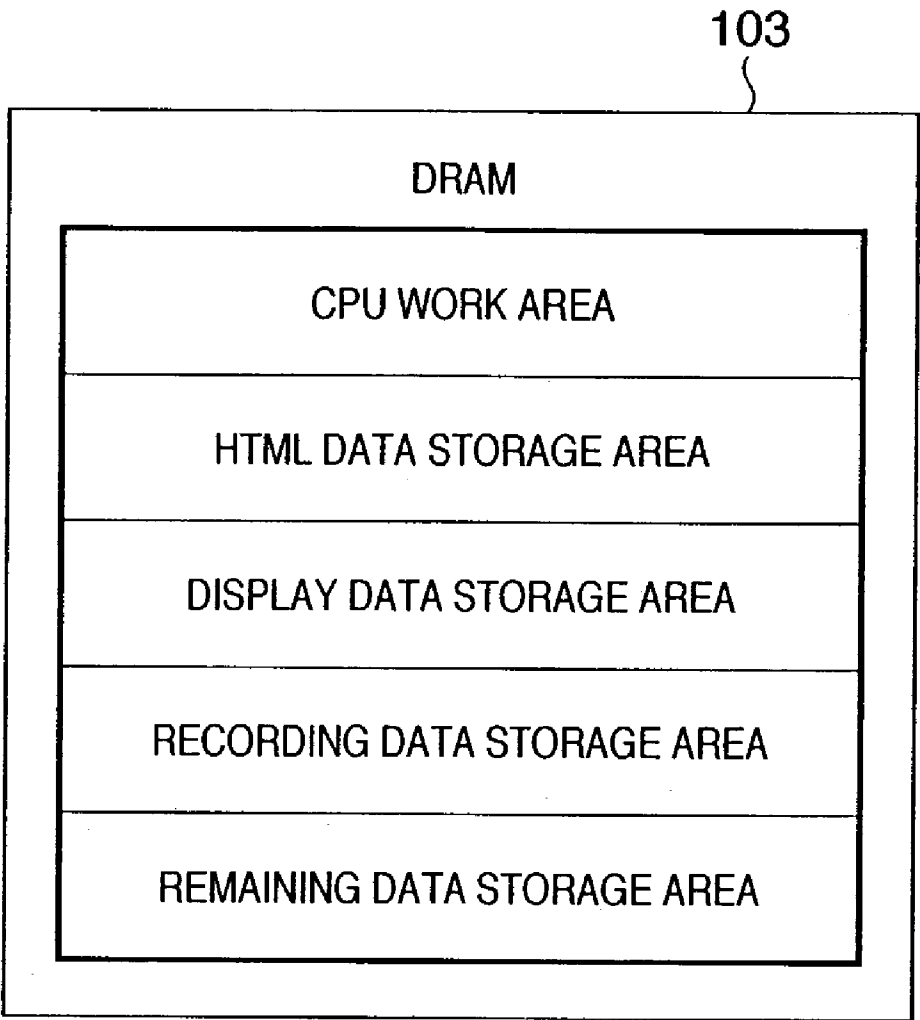 103
DRAM
CPU WORK AREA
HTML DATA STORAGE AREA
DISPLAY DATA STORAGE AREA
RECORDING DATA STORAGE AREA
REMAINING DATA STORAGE AREA